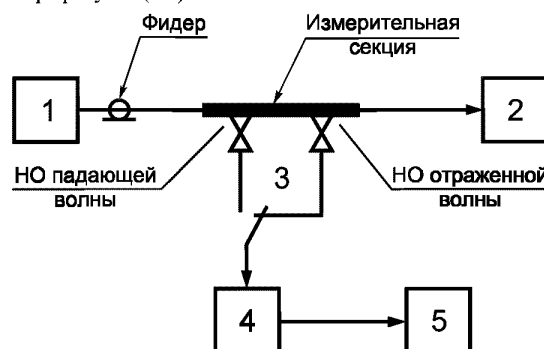 Фидер
Измерительная
секция
1
2
НО падающей
волны
3
НО отраженной
волны
4
5